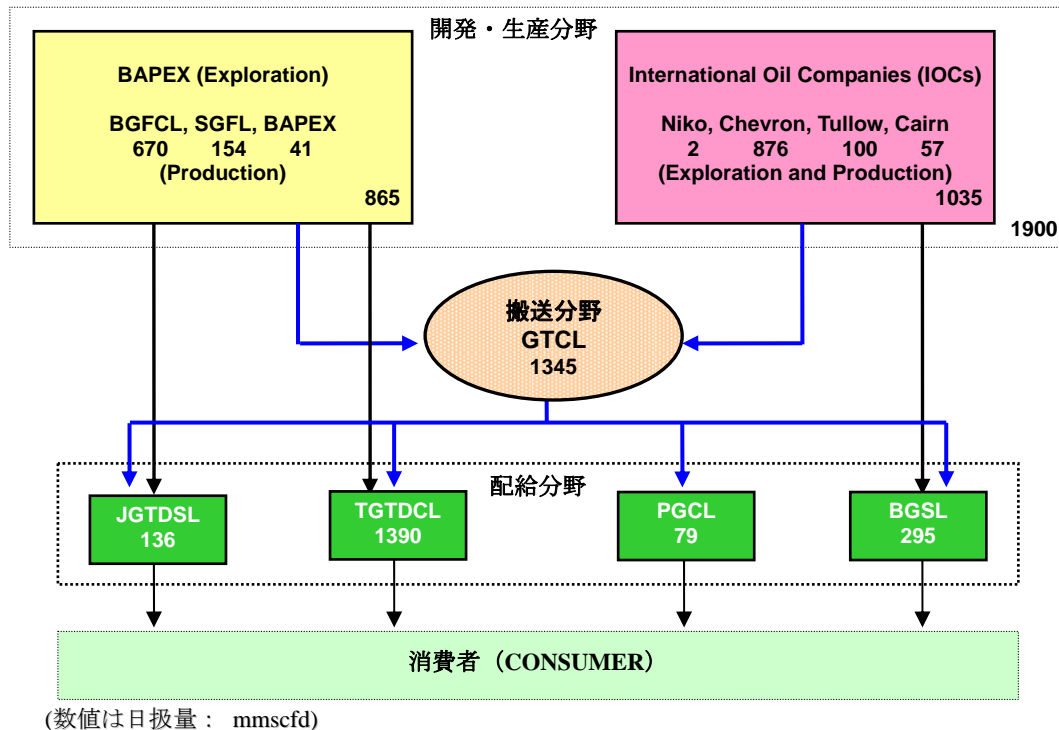 開発・生産分野
BAPEX (Exploration)
BGFCL, SGFL, BAPEX
670 154 41
(Production)
865
International Oil Companies (IOCs)
Niko, Chevron, Tullow, Cairn
2 876 100 57
(Exploration and Production)
1035
1900
搬送分野
GTCL
1345
配給分野
JGTDSL
136
TGTDCL
1390
PGCL
79
BGSL
295
消費者（CONSUMER）
(数値は日扱量： mmscfd)